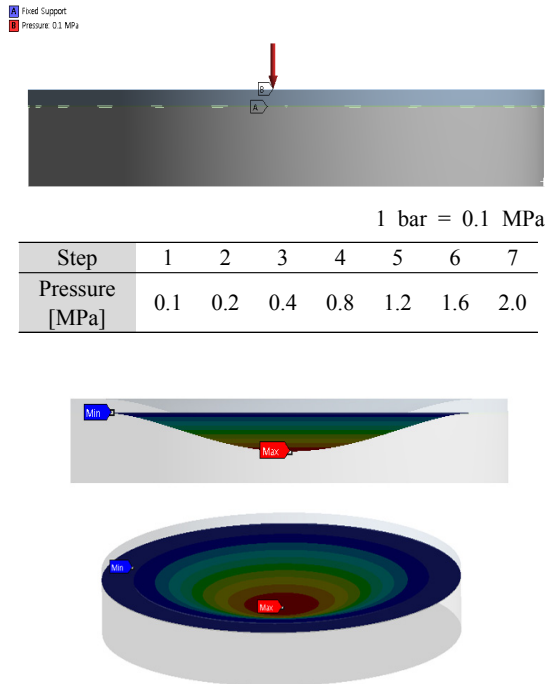 A Fixed Support
B Pressure: 0.1 MPa
B
A
1 bar = 0.1 MPa
Step 1 2 3 4 5 6 7
Pressure [MPa] 0.1 0.2 0.4 0.8 1.2 1.6 2.0
Min
Max
Min
Max